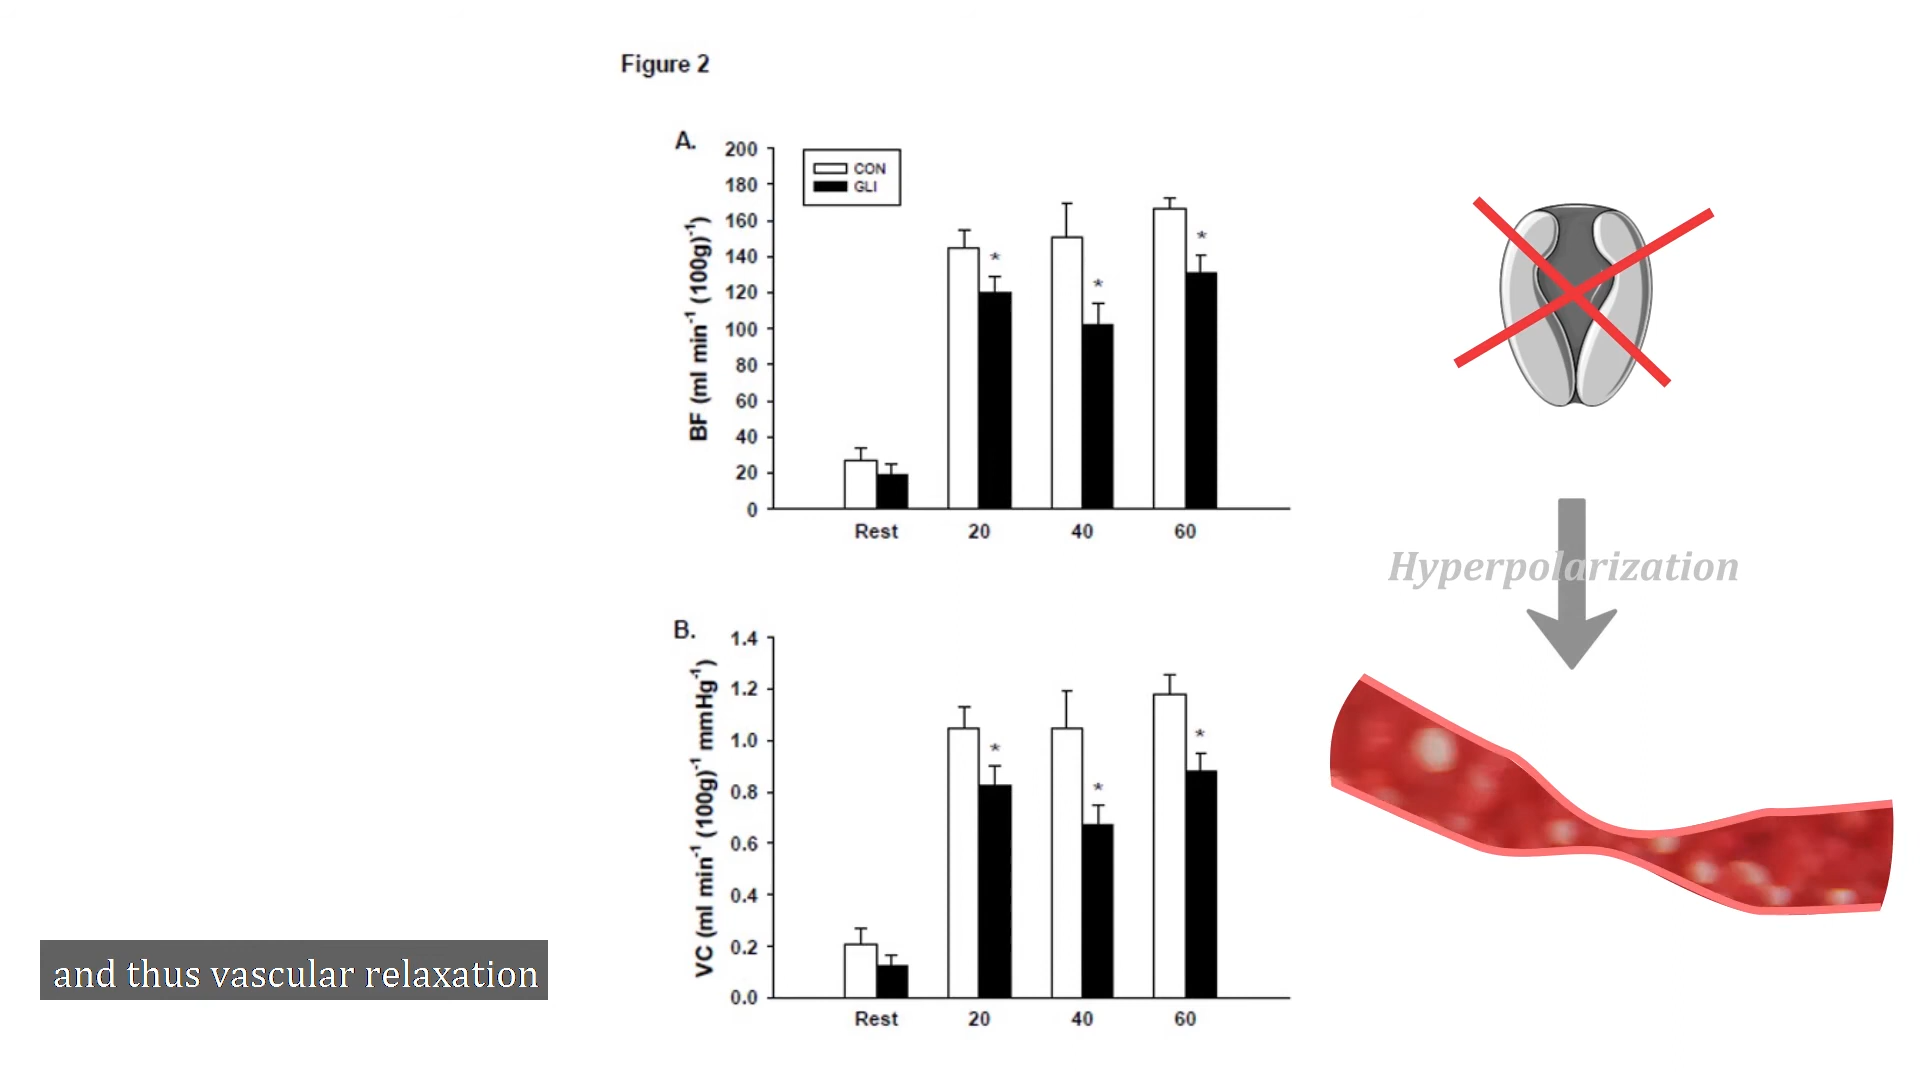 Figure 2
A.
200
180
160
140
120
100
80
60
40
20
0
BF (ml min⁻¹ (100g)⁻¹)
CON
GLI
*
*
*
Rest 20 40 60
B.
1.4
1.2
1.0
0.8
0.6
0.4
0.2
0.0
VC (ml min⁻¹ (100g)⁻¹ mmHg⁻¹)
*
*
*
Rest 20 40 60
Hyperpolarization
and thus vascular relaxation